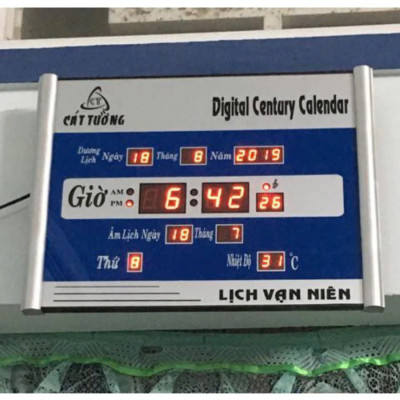 CT
CÁT TƯỜNG
Digital Century Calendar
Dương Lịch Ngày 18 Tháng 8 Năm 2019
Giờ AM PM 6 42 26
Âm Lịch Ngày 18 Tháng 7
Thứ 8 Nhiệt Độ 31 °C
LỊCH VẠN NIÊN